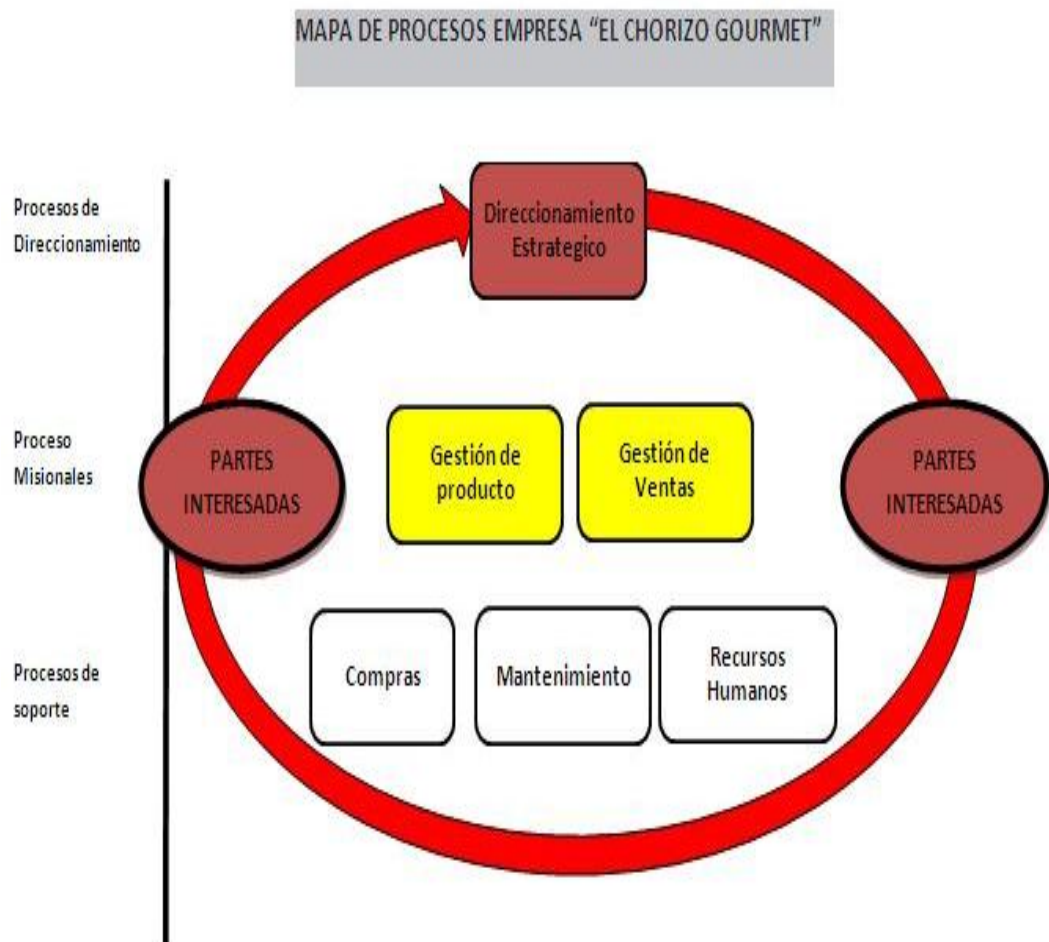 MAPA DE PROCESOS EMPRESA “EL CHORIZO GOURMET”
Procesos de
Direccionamiento
Direccionamiento
Estrategico
Proceso
Misionales
PARTES
INTERESADAS
Gestión de
producto
Gestión de
Ventas
PARTES
INTERESADAS
Procesos de
soporte
Compras
Mantenimiento
Recursos
Humanos